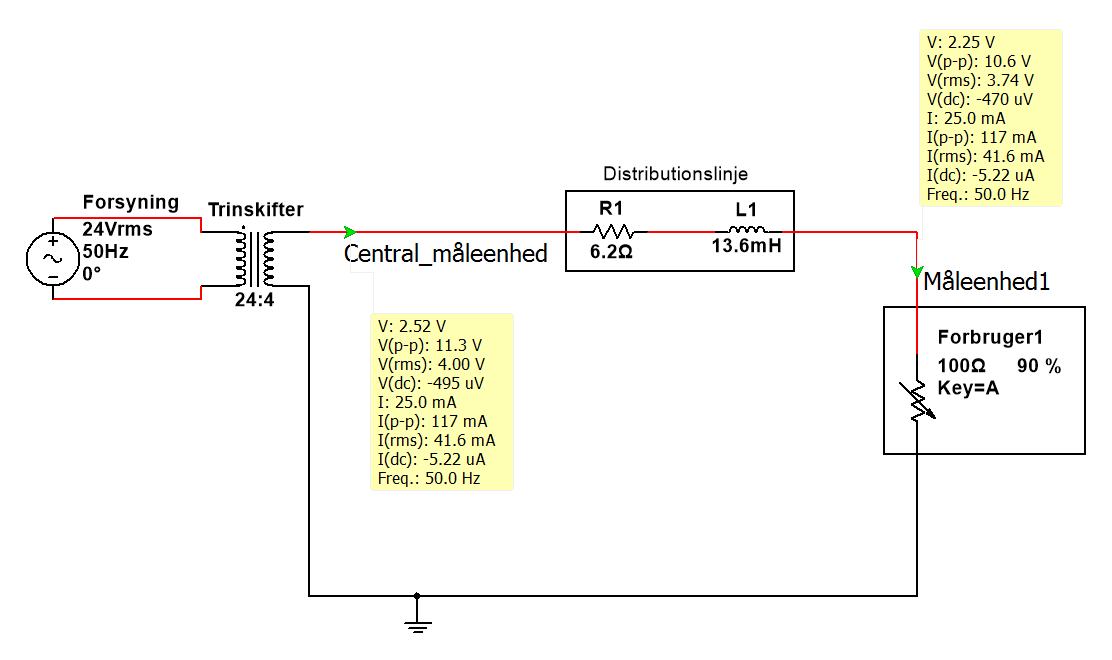 Forsyning
24Vrms
50Hz
0°
Trinskifter
24:4
Central_måleenhed
V: 2.52 V
V(p-p): 11.3 V
V(rms): 4.00 V
V(dc): -495 uV
I: 25.0 mA
I(p-p): 117 mA
I(rms): 41.6 mA
I(dc): -5.22 uA
Freq.: 50.0 Hz
Distributionslinje
R1
6.2Ω
L1
13.6mH
V: 2.25 V
V(p-p): 10.6 V
V(rms): 3.74 V
V(dc): -470 uV
I: 25.0 mA
I(p-p): 117 mA
I(rms): 41.6 mA
I(dc): -5.22 uA
Freq.: 50.0 Hz
Måleenhed1
Forbruger1
100Ω 90 %
Key=A